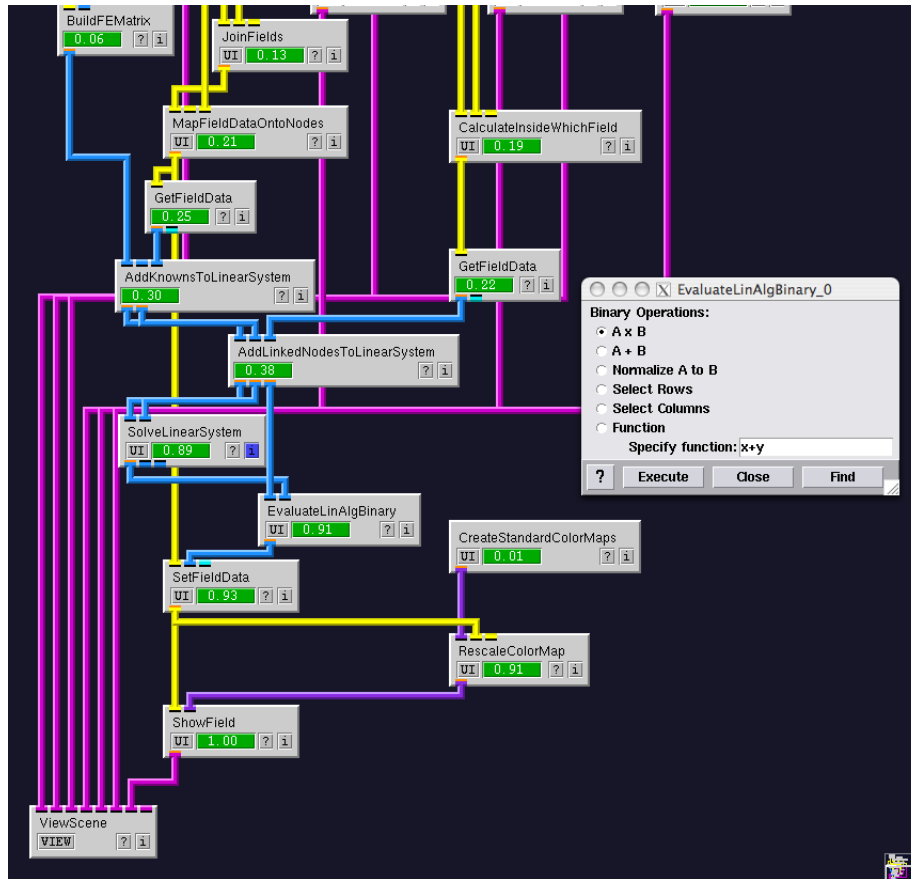 BuildFEMatrix
0.06 ? i
JoinFields
UI 0.13 ? i
MapFieldDataOntoNodes
UI 0.21 ? i
CalculateInsideWhichField
UI 0.19 ? i
GetFieldData
0.25 ? i
GetFieldData
0.22 ? i
AddKnownsToLinearSystem
0.30 ? i
EvaluateLinAlgBinary_0
Binary Operations:
A x B
A + B
Normalize A to B
Select Rows
Select Columns
Function
Specify function: x+y
? Execute Close Find
AddLinkedNodesToLinearSystem
0.38 ? i
SolveLinearSystem
UI 0.89 ? i
EvaluateLinAlgBinary
UI 0.91 ? i
CreateStandardColorMaps
UI 0.01 ? i
SetFieldData
UI 0.93 ? i
RescaleColorMap
UI 0.91 ? i
ShowField
UI 1.00 ? i
ViewScene
VIEW ? i